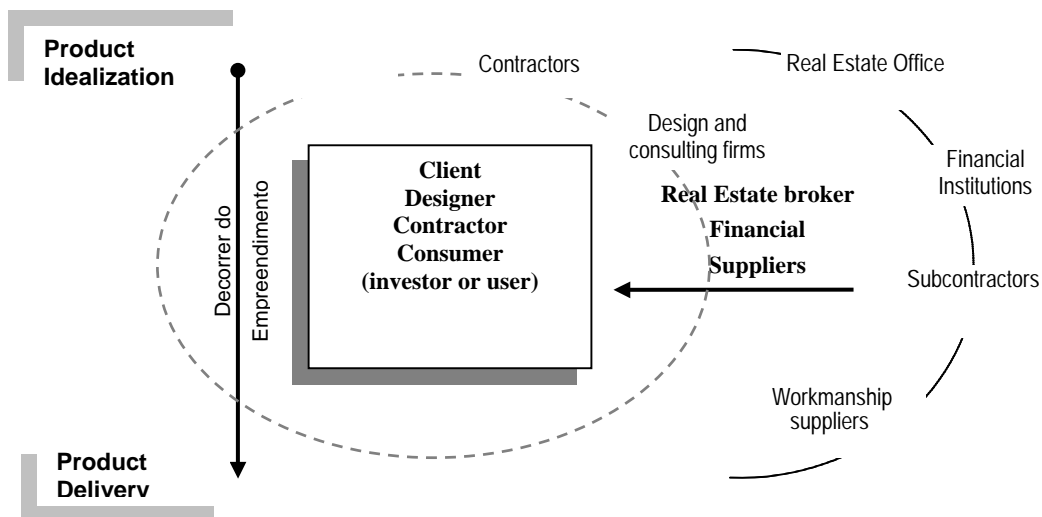 Product
Idealization
Contractors
Real Estate Office
Design and
consulting firms
Financial
Institutions
Client
Designer
Contractor
Consumer
(investor or user)
Real Estate broker
Financial
Suppliers
Decorrer do
Empreendimento
Subcontractors
Workmanship
suppliers
Product
Delivery